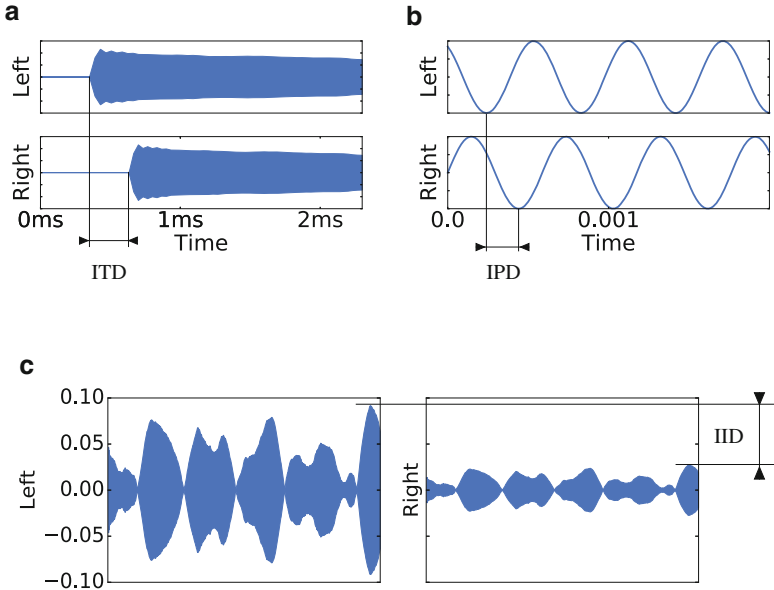 a
Left
Right
0ms 1ms 2ms
Time
ITD
b
Left
Right
0.0 0.001
Time
IPD
c
0.10
0.05
0.00
−0.05
−0.10
Left
Right
IID